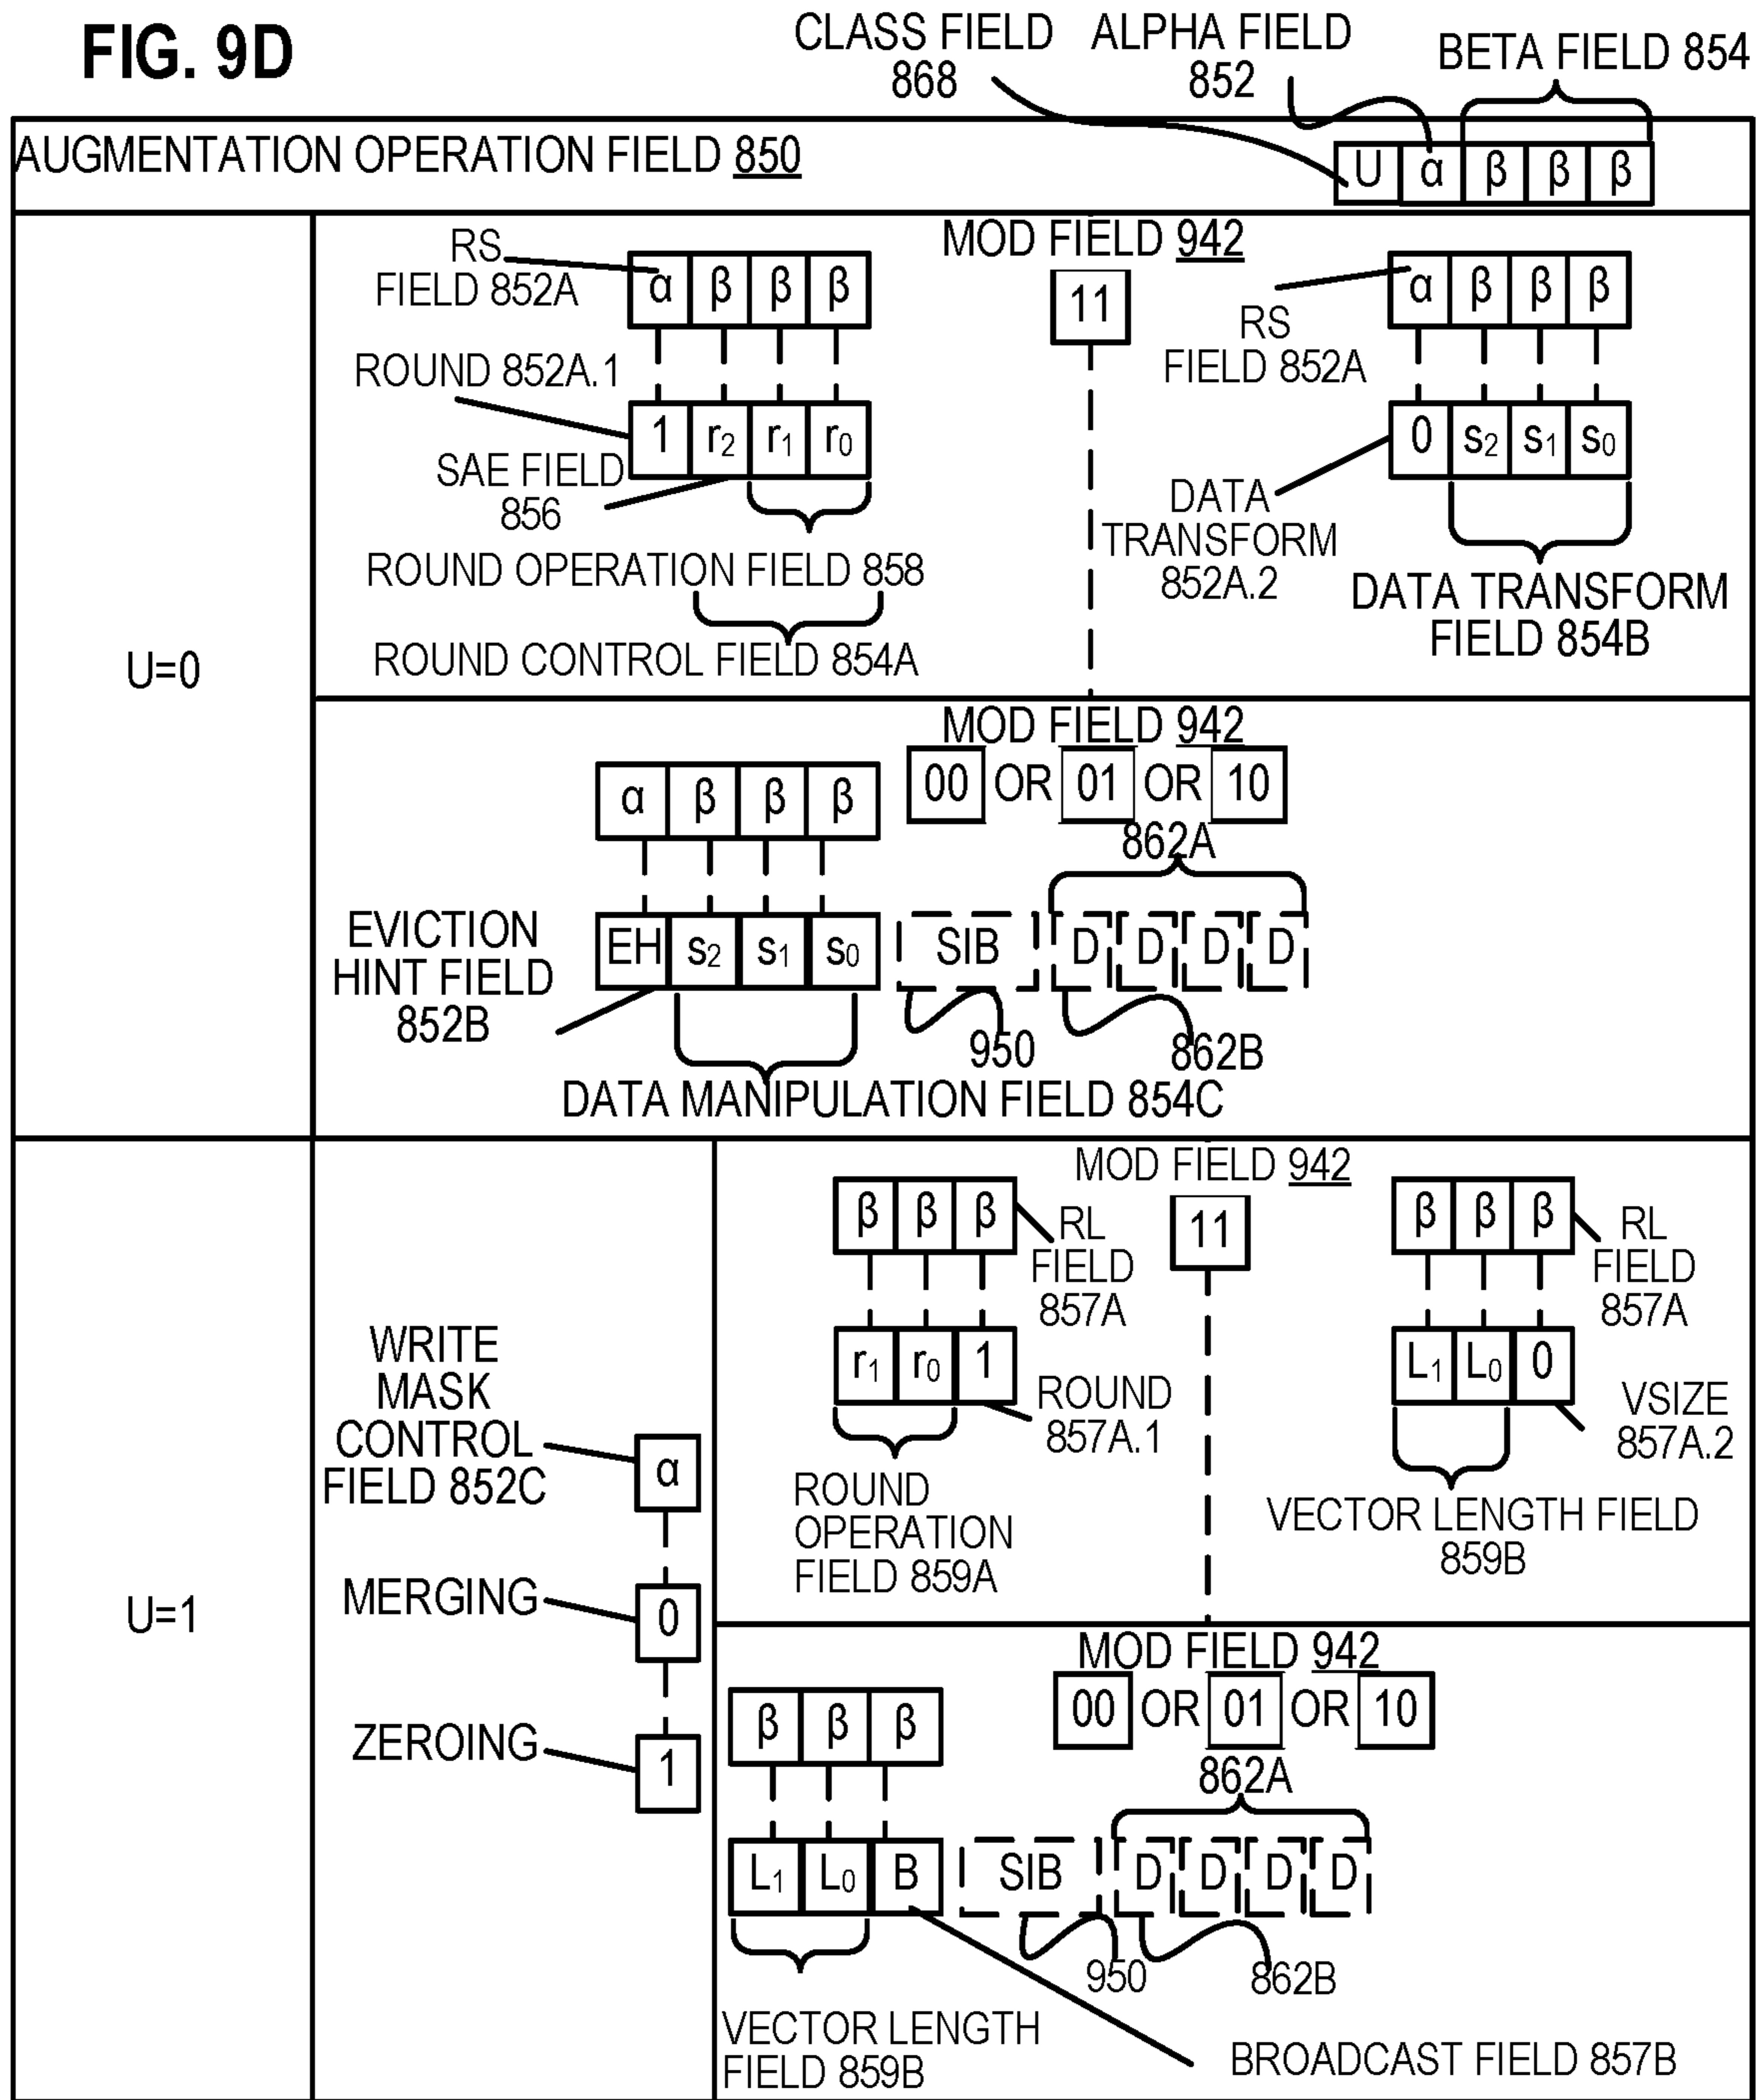 FIG. 9D
CLASS FIELD
868
ALPHA FIELD
852
BETA FIELD 854
AUGMENTATION OPERATION FIELD 850
U α β β β
U=0
MOD FIELD 942
11
RS
FIELD 852A
α β β β
ROUND 852A.1
1 r2 r1 r0
SAE FIELD
856
ROUND OPERATION FIELD 858
ROUND CONTROL FIELD 854A
α β β β
RS
FIELD 852A
0 s2 s1 s0
DATA
TRANSFORM
852A.2
DATA TRANSFORM
FIELD 854B
MOD FIELD 942
00 OR 01 OR 10
α β β β
862A
EVICTION
HINT FIELD
852B
EH s2 s1 s0
SIB D D D D
950
862B
DATA MANIPULATION FIELD 854C
U=1
WRITE
MASK
CONTROL
FIELD 852C
α
MERGING
0
ZEROING
1
MOD FIELD 942
11
β β β
RL
FIELD
857A
r1 r0 1
ROUND
857A.1
ROUND
OPERATION
FIELD 859A
β β β
RL
FIELD
857A
L1 L0 0
VSIZE
857A.2
VECTOR LENGTH FIELD
859B
MOD FIELD 942
00 OR 01 OR 10
β β β
862A
L1 L0 B
SIB D D D D
950
862B
VECTOR LENGTH
FIELD 859B
BROADCAST FIELD 857B